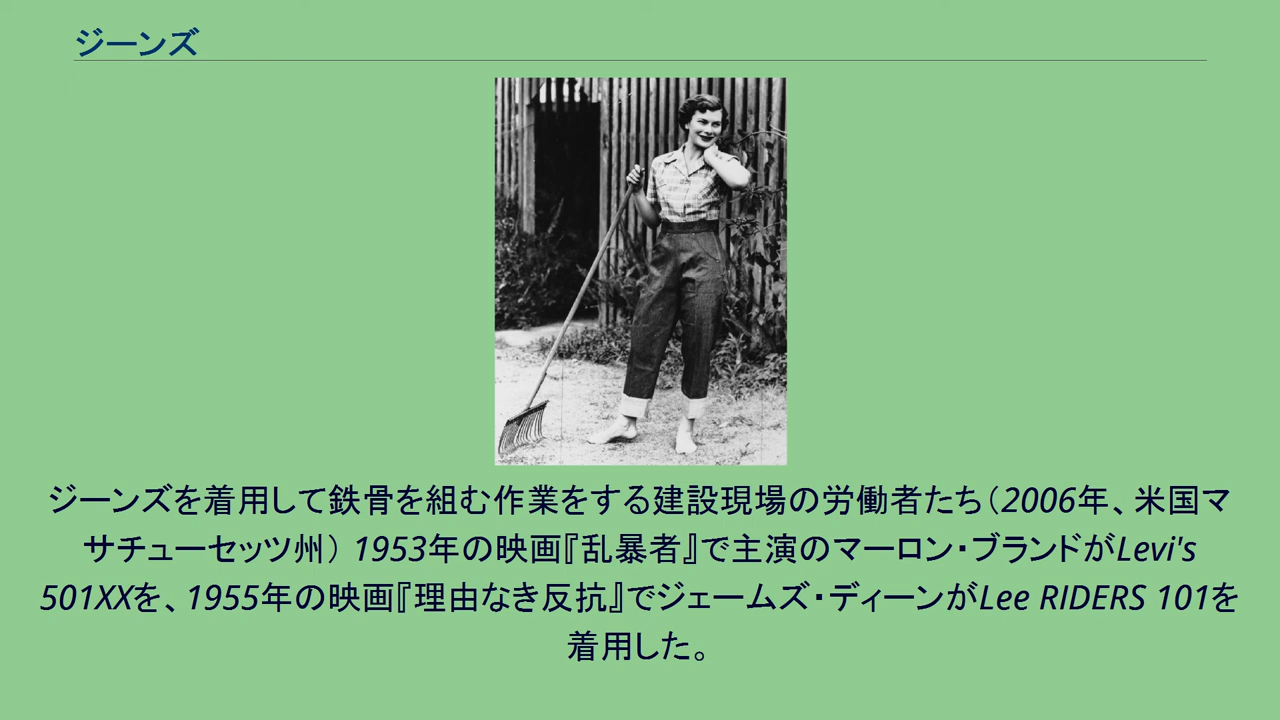 ジーンズ
ジーンズを着用して鉄骨を組む作業をする建設現場の労働者たち（2006年、米国マ
サチューセッツ州） 1953年の映画『乱暴者』で主演のマーロン・ブランドがLevi's
501XXを、1955年の映画『理由なき反抗』でジェームズ・ディーンがLee RIDERS 101を
着用した。